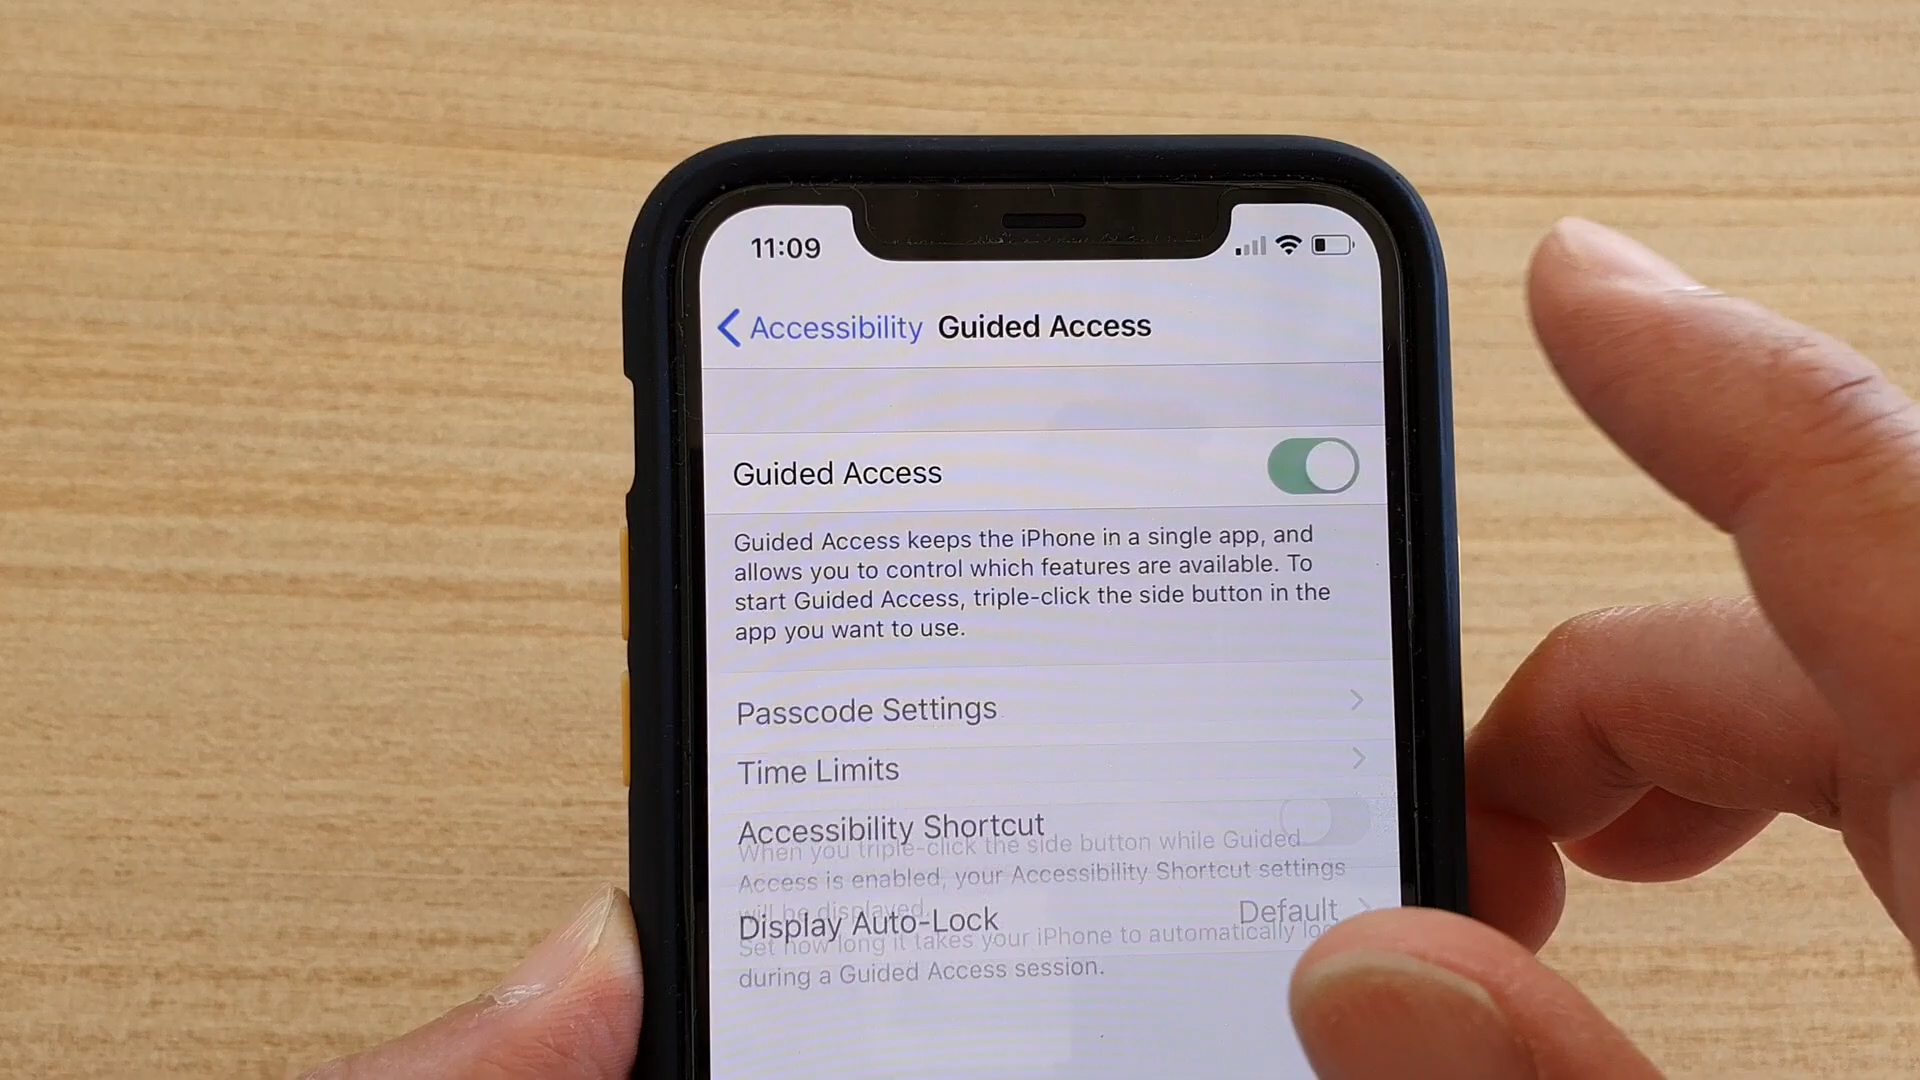 11:09
Accessibility Guided Access
Guided Access
Guided Access keeps the iPhone in a single app, and
allows you to control which features are available. To
start Guided Access, triple-click the side button in the
app you want to use.
Passcode Settings
Time Limits
Accessibility Shortcut
When you triple-click the side button while Guided
Access is enabled, your Accessibility Shortcut settings
will be displayed.
Display Auto-Lock Default
Set how long it takes your iPhone to automatically
during a Guided Access session.